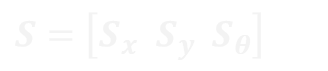 S = [Sₓ S_y S_θ]